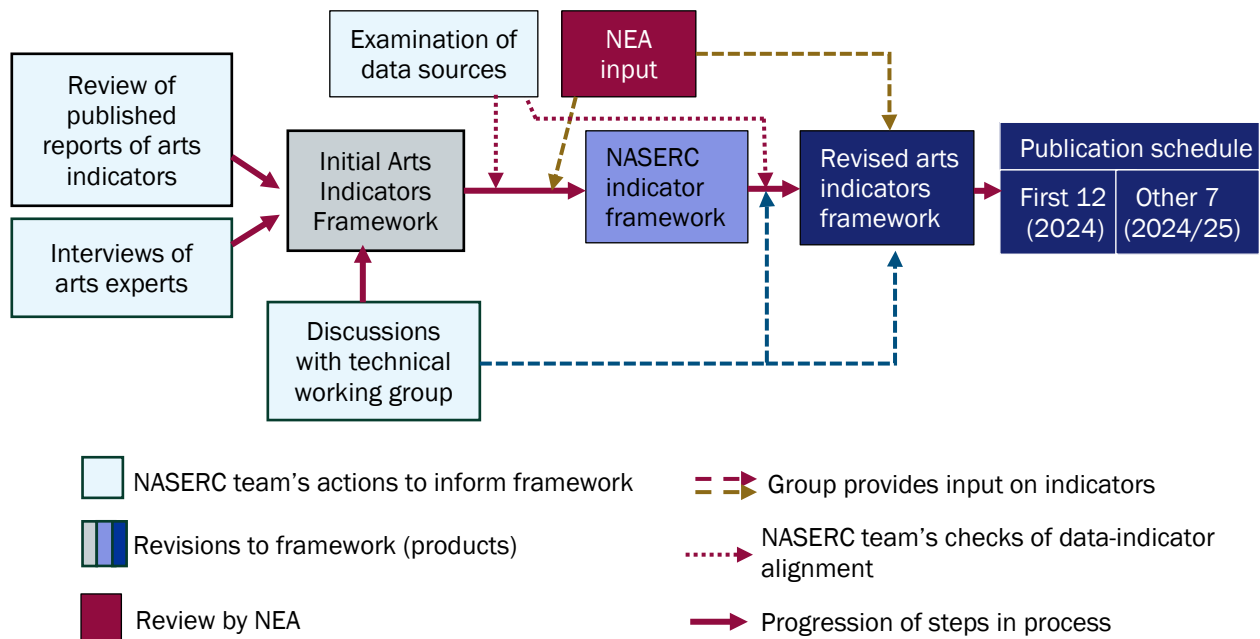 Review of
published
reports of arts
indicators
Interviews of
arts experts
Examination of
data sources
NEA
input
Initial Arts
Indicators
Framework
NASERC
indicator
framework
Revised arts
indicators
framework
Publication schedule
First 12
(2024)
Other 7
(2024/25)
Discussions
with technical
working group
NASERC team's actions to inform framework
Revisions to framework (products)
Review by NEA
Group provides input on indicators
NASERC team's checks of data-indicator
alignment
Progression of steps in process